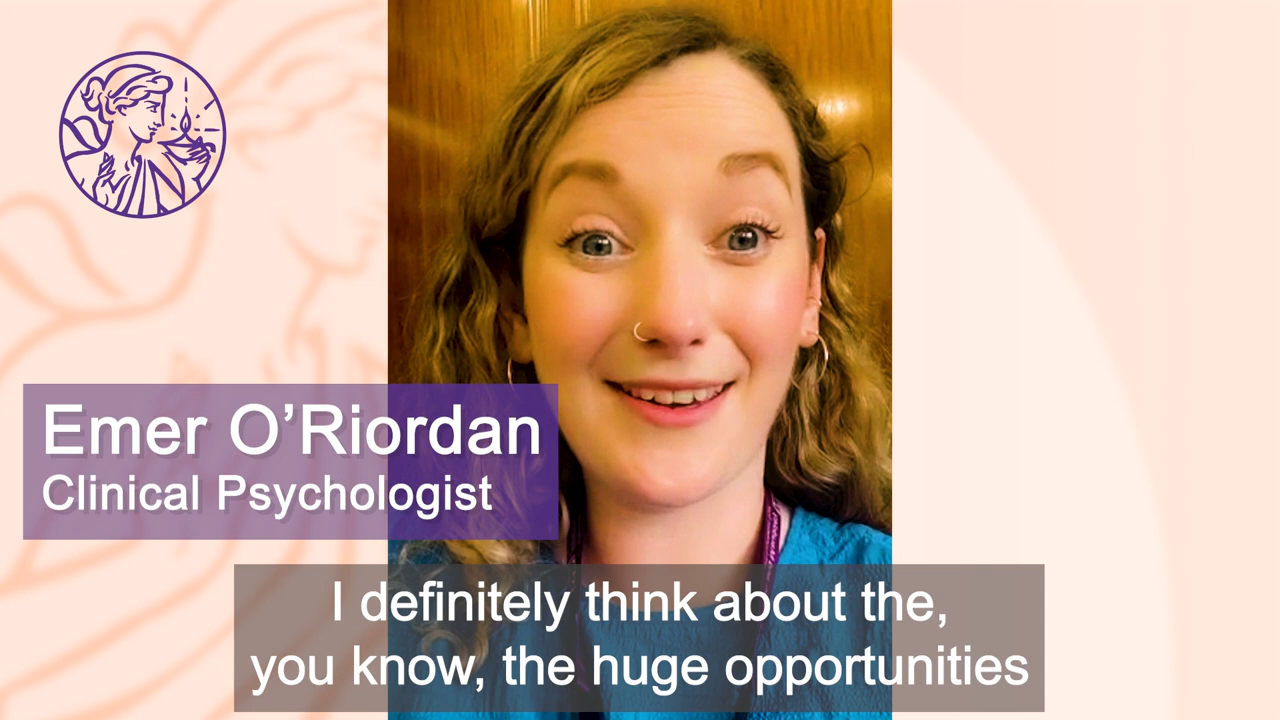 Emer O’Riordan
Clinical Psychologist
I definitely think about the,
you know, the huge opportunities